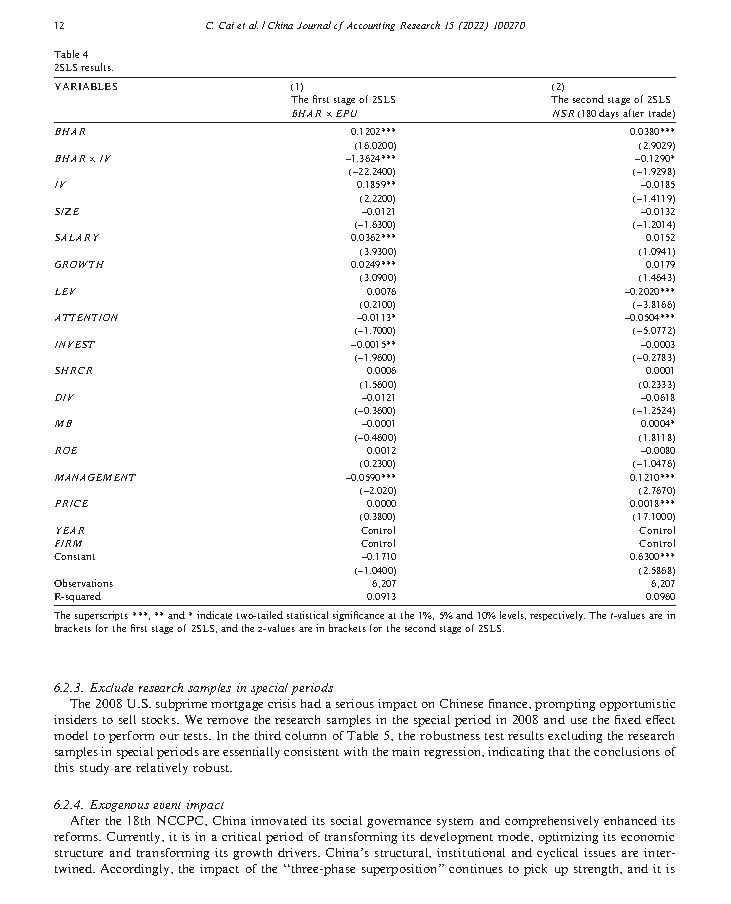 12 C. Cai et al. / China Journal of Accounting Research 15 (2022) 100270
Table 4
2SLS results.
VARIABLES (1) (2)
The first stage of 2SLS The second stage of 2SLS
BHAR × EPU NSR (180 days after trade)
BHAR 0.1202*** 0.0380***
(16.0200) (2.9029)
BHAR × IV −1.3624*** −0.1290*
(−22.2400) (−1.9298)
IV 0.1859** −0.0185
(2.2200) (−1.4119)
SIZE −0.0121 −0.0132
(−1.6300) (−1.2014)
SALARY 0.0362*** 0.0152
(3.9300) (1.0941)
GROWTH 0.0249*** 0.0179
(3.0900) (1.4643)
LEV 0.0076 −0.2020***
(0.2100) (−3.8166)
ATTENTION −0.0113* −0.0504***
(−1.7000) (−5.0772)
INVEST −0.0015** −0.0003
(−1.9600) (−0.2783)
SHRCR 0.0006 0.0001
(1.5600) (0.2333)
DIV −0.0121 −0.0618
(−0.3600) (−1.2524)
MB −0.0001 0.0004*
(−0.4600) (1.8118)
ROE 0.0012 −0.0080
(0.2300) (−1.0476)
MANAGEMENT −0.0590*** 0.1210***
(−2.020) (2.7670)
PRICE 0.0000 0.0018***
(0.3800) (17.1000)
YEAR Control Control
FIRM Control Control
Constant −0.1710 0.6300***
(−1.0400) (2.5868)
Observations 6,207 6,207
R-squared 0.0913 0.0960
The superscripts ***, ** and * indicate two-tailed statistical significance at the 1%, 5% and 10% levels, respectively. The t-values are in
brackets for the first stage of 2SLS, and the z-values are in brackets for the second stage of 2SLS.
6.2.3. Exclude research samples in special periods
The 2008 U.S. subprime mortgage crisis had a serious impact on Chinese finance, prompting opportunistic
insiders to sell stocks. We remove the research samples in the special period in 2008 and use the fixed effect
model to perform our tests. In the third column of Table 5, the robustness test results excluding the research
samples in special periods are essentially consistent with the main regression, indicating that the conclusions of
this study are relatively robust.
6.2.4. Exogenous event impact
After the 18th NCCPC, China innovated its social governance system and comprehensively enhanced its
reforms. Currently, it is in a critical period of transforming its development mode, optimizing its economic
structure and transforming its growth drivers. China's structural, institutional and cyclical issues are inter-
twined. Accordingly, the impact of the ‘‘three-phase superposition” continues to pick up strength, and it is